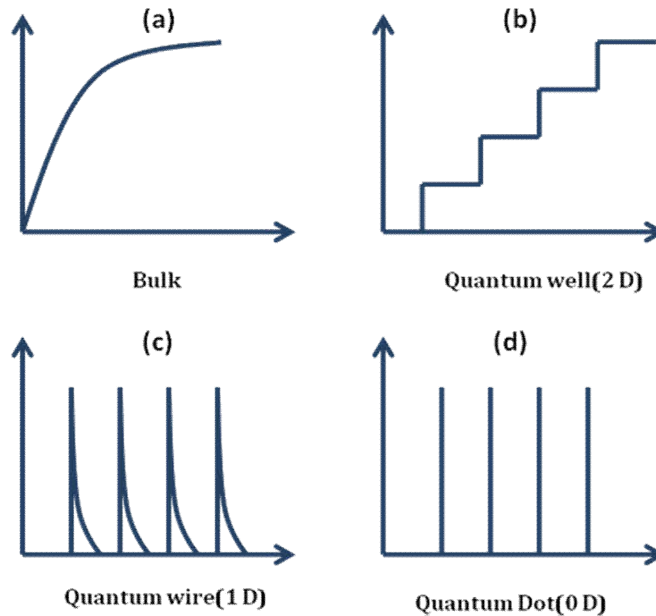 (a)
(b)
Bulk
Quantum well(2 D)
(c)
(d)
Quantum wire(1 D)
Quantum Dot(0 D)